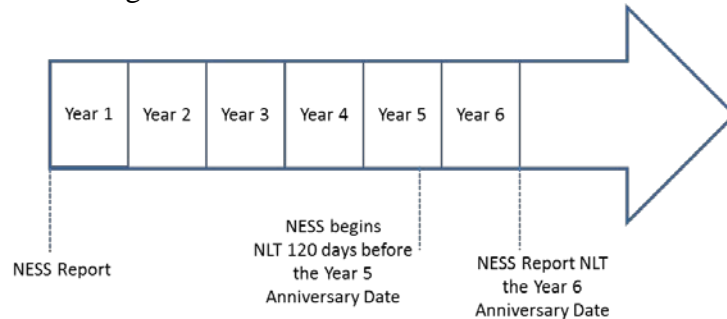 Year 1
Year 2
Year 3
Year 4
Year 5
Year 6
NESS Report
NESS begins
NLT 120 days before
the Year 5
Anniversary Date
NESS Report NLT
the Year 6
Anniversary Date